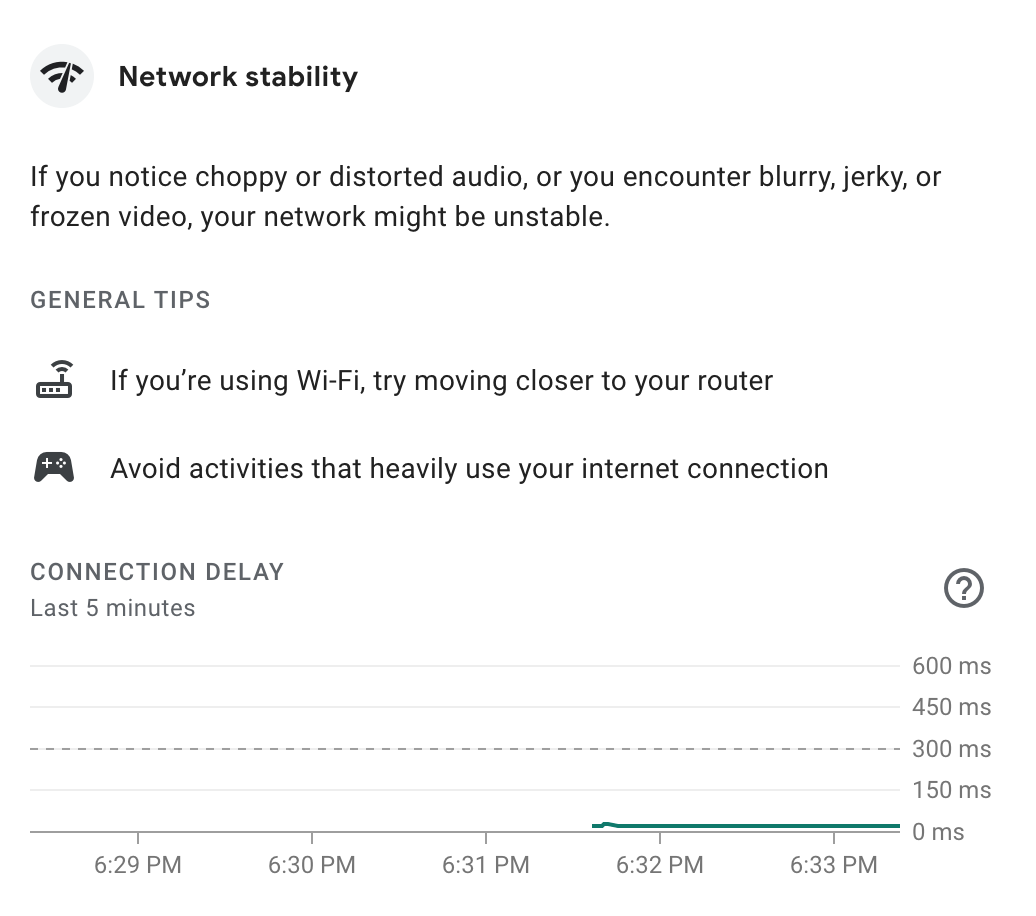 Network stability
If you notice choppy or distorted audio, or you encounter blurry, jerky, or
frozen video, your network might be unstable.
GENERAL TIPS
If you’re using Wi-Fi, try moving closer to your router
Avoid activities that heavily use your internet connection
CONNECTION DELAY
Last 5 minutes
600 ms
450 ms
300 ms
150 ms
0 ms
6:29 PM 6:30 PM 6:31 PM 6:32 PM 6:33 PM